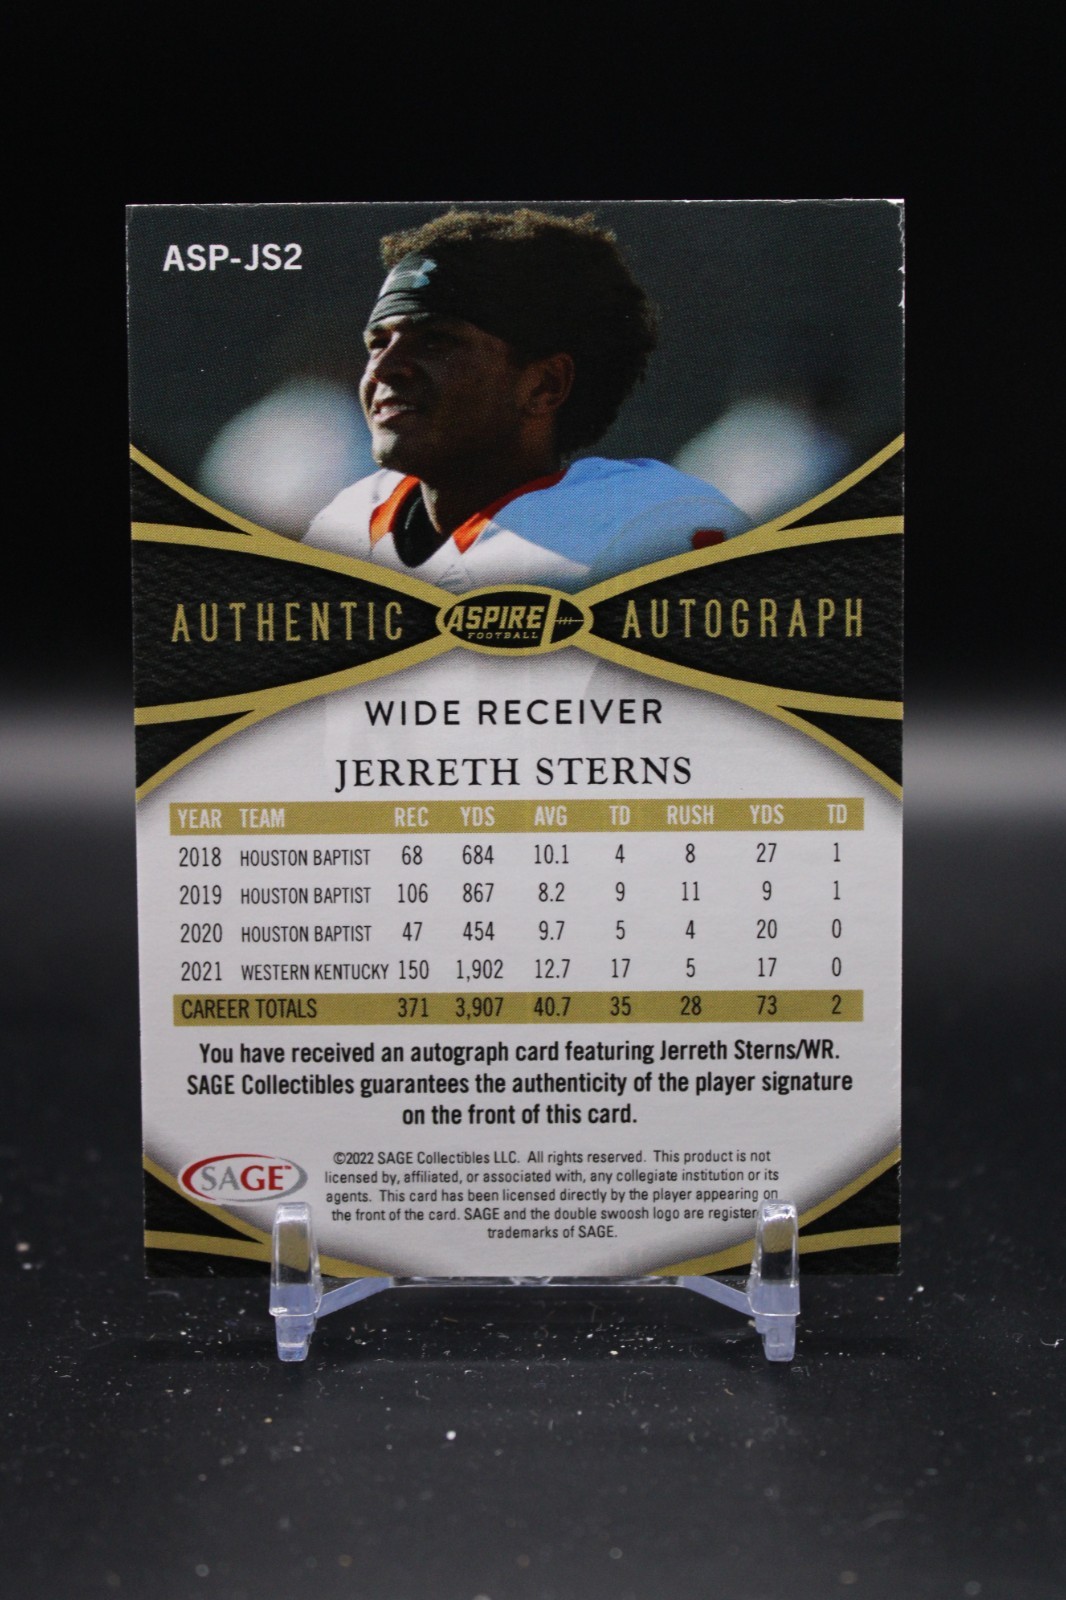 ASP-JS2
AUTHENTIC ASPIRE FOOTBALL AUTOGRAPH
WIDE RECEIVER
JERRETH STERNS
YEAR TEAM REC YDS AVG TD RUSH YDS TD
2018 HOUSTON BAPTIST 68 684 10.1 4 8 27 1
2019 HOUSTON BAPTIST 106 867 8.2 9 11 9 1
2020 HOUSTON BAPTIST 47 454 9.7 5 4 20 0
2021 WESTERN KENTUCKY 150 1,902 12.7 17 5 17 0
CAREER TOTALS 371 3,907 40.7 35 28 73 2
You have received an autograph card featuring Jerreth Sterns/WR.
SAGE Collectibles guarantees the authenticity of the player signature
on the front of this card.
SAGE™
©2022 SAGE Collectibles LLC. All rights reserved. This product is not
licensed by, affiliated, or associated with, any collegiate institution or its
agents. This card has been licensed directly by the player appearing on
the front of the card. SAGE and the double swoosh logo are register
trademarks of SAGE.